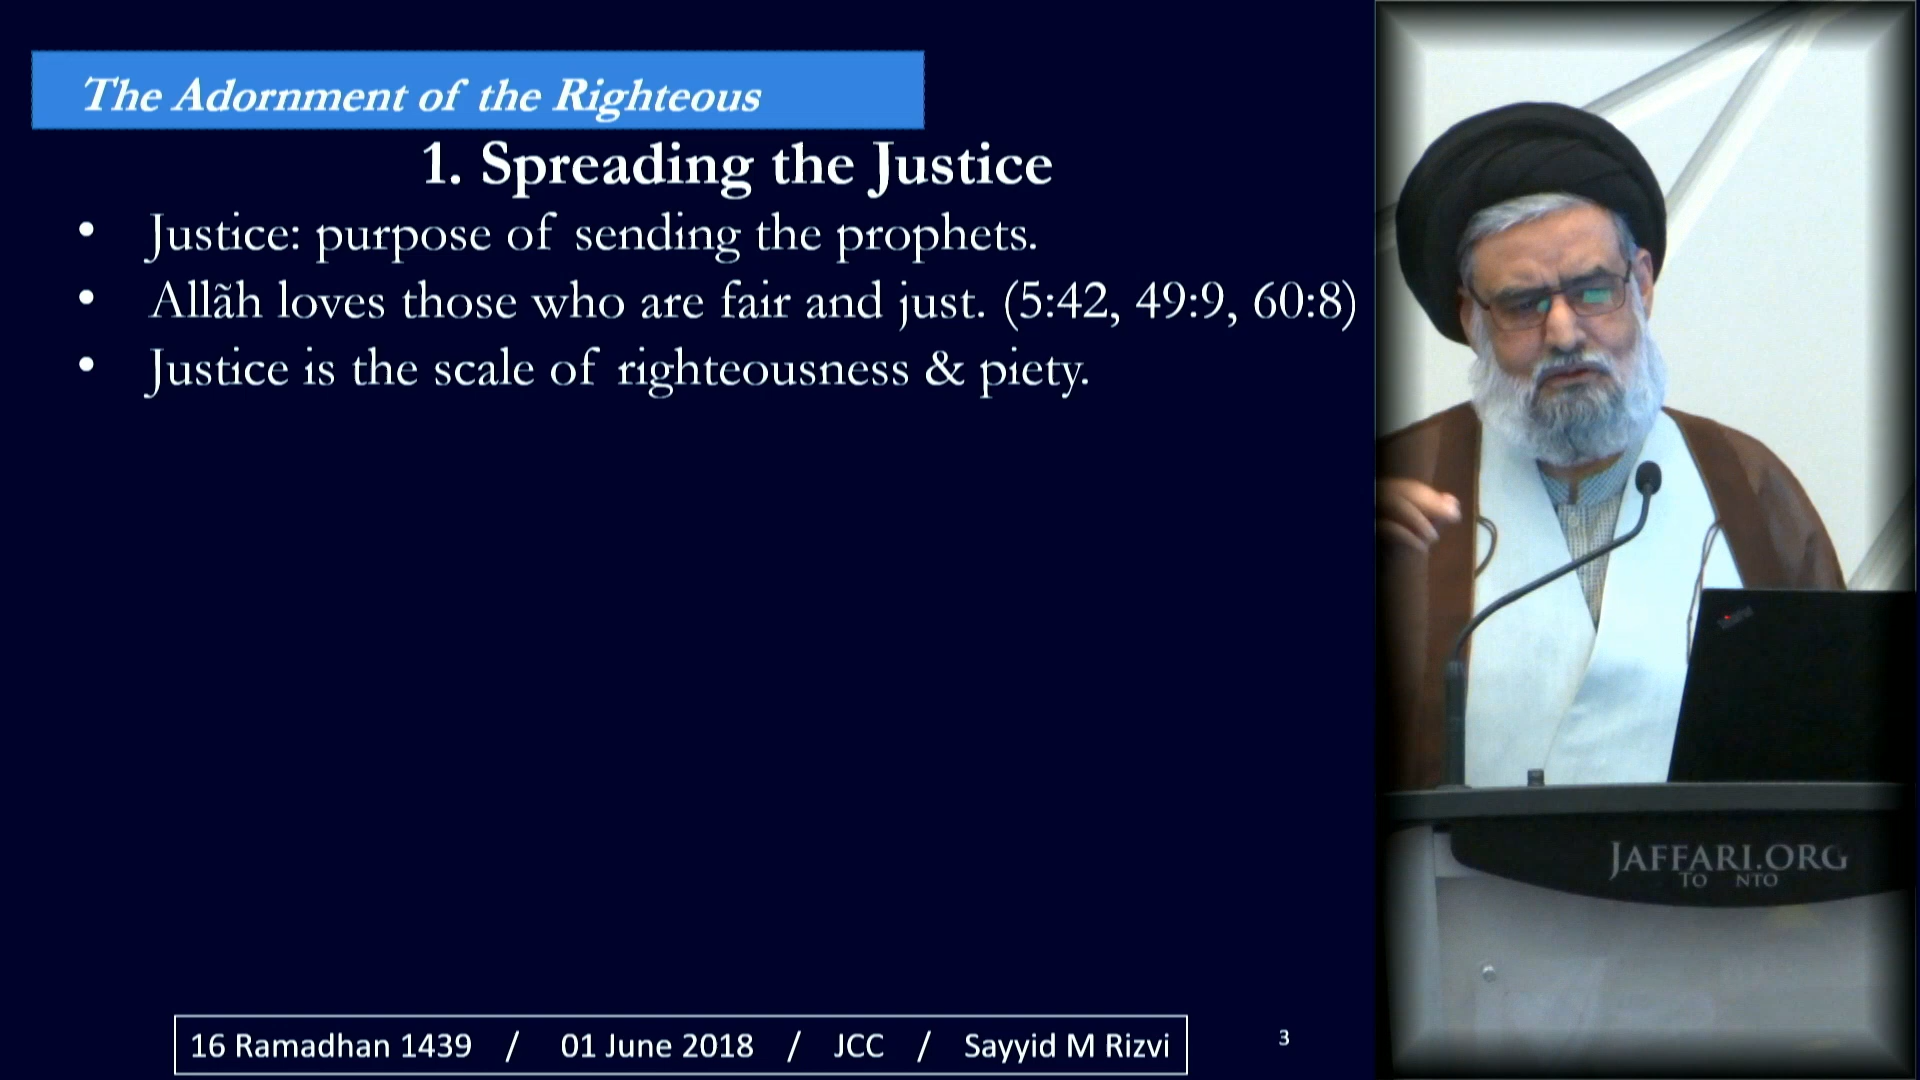 The Adornment of the Righteous
1. Spreading the Justice
• Justice: purpose of sending the prophets.
• Allãh loves those who are fair and just. (5:42, 49:9, 60:8)
• Justice is the scale of righteousness & piety.
JAFFARI.ORG
TO NTO
16 Ramadhan 1439 / 01 June 2018 / JCC / Sayyid M Rizvi
3